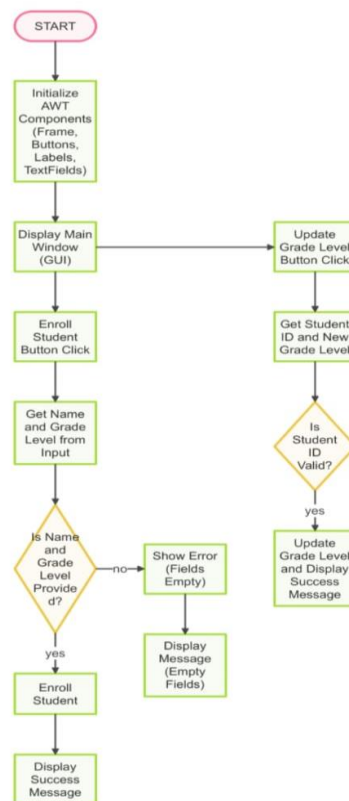 START
Initialize
AWT
Components
(Frame,
Buttons,
Labels,
TextFields)
Display Main
Window
(GUI)
Update
Grade Level
Button Click
Enroll
Student
Button Click
Get Student
ID and New
Grade Level
Get Name
and Grade
Level from
Input
Is
Student
ID
Valid?
yes
Is Name
and
Grade
Level
Provide
d?
no
Show Error
(Fields
Empty)
Update
Grade Level
and Display
Success
Message
yes
Display
Message
(Empty
Fields)
Enroll
Student
Display
Success
Message